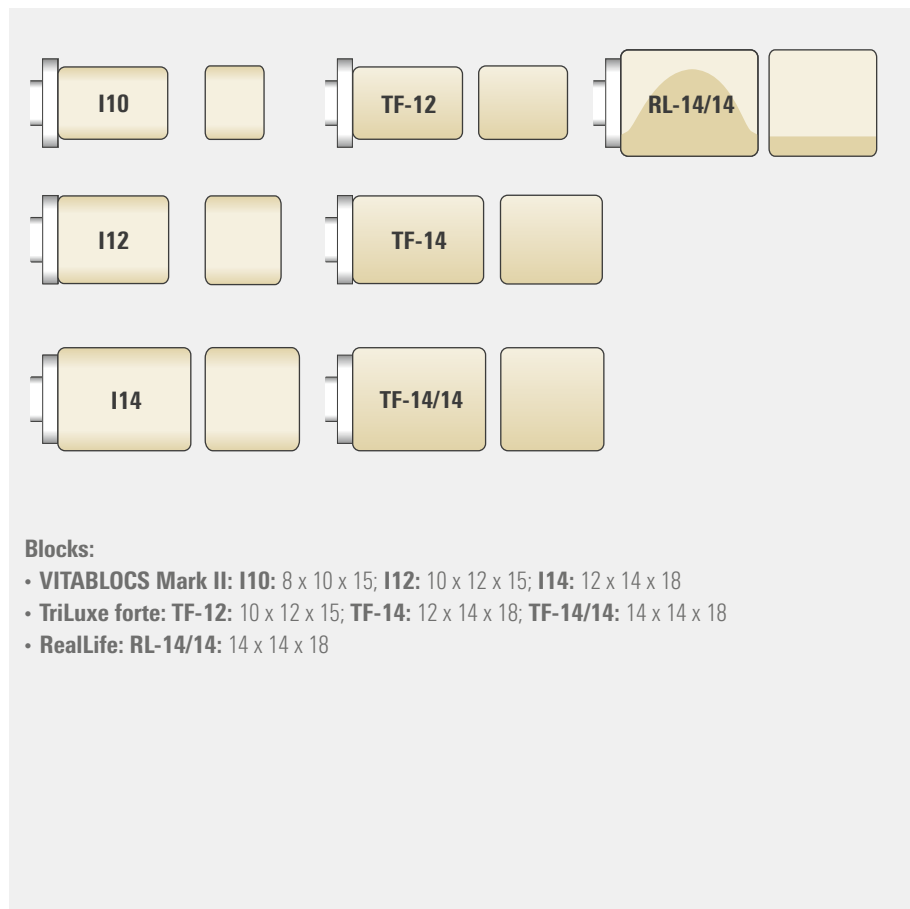 I10
TF-12
RL-14/14
I12
TF-14
I14
TF-14/14
Blocks:
• VITABLOCS Mark II: I10: 8 x 10 x 15; I12: 10 x 12 x 15; I14: 12 x 14 x 18
• TriLuxe forte: TF-12: 10 x 12 x 15; TF-14: 12 x 14 x 18; TF-14/14: 14 x 14 x 18
• RealLife: RL-14/14: 14 x 14 x 18